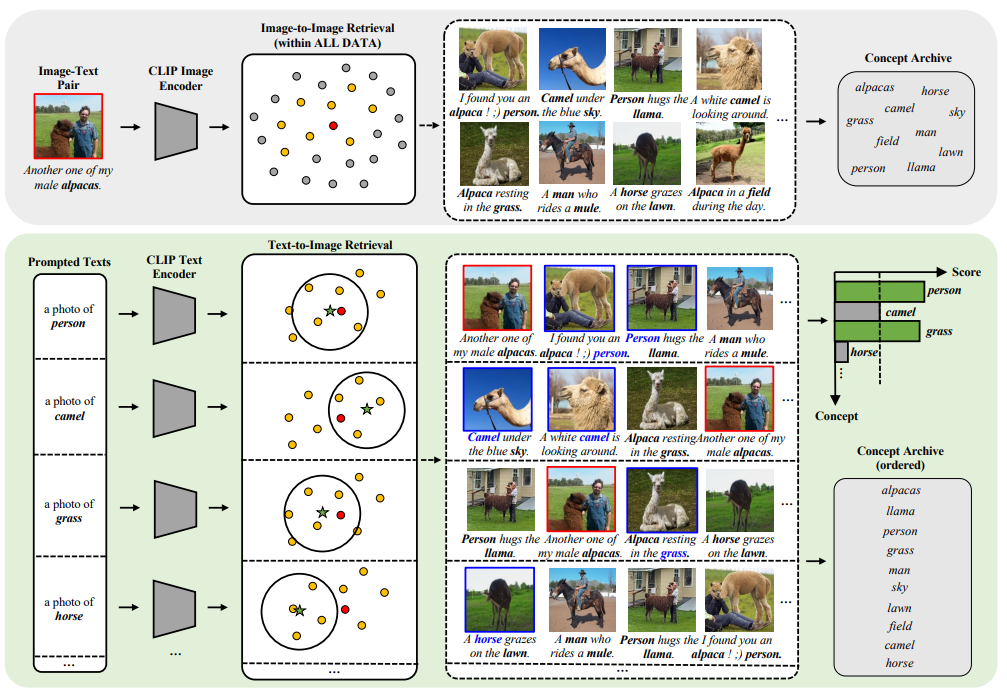 Image-to-Image Retrieval
(within ALL DATA)
Image-Text
Pair
CLIP Image
Encoder
Another one of my
male alpacas.
I found you an
alpaca ! ;) person.
Camel under
the blue sky.
Person hugs the
llama.
A white camel is
looking around.
...
Alpaca resting
in the grass.
A man who
rides a mule.
A horse grazes
on the lawn.
Alpaca in a field
during the day.
Concept Archive
alpacas
horse
camel
sky
grass
man
field
lawn
person
llama
Prompted Texts
CLIP Text
Encoder
Text-to-Image Retrieval
a photo of
person
a photo of
camel
a photo of
grass
a photo of
horse
...
...
...
Another one of
my male alpacas.
I found you an
alpaca ! ;) person.
Person hugs the
llama.
A man who
rides a mule.
...
Camel under
the blue sky.
A white camel is
looking around.
Alpaca resting
in the grass.
Another one of my
male alpacas.
...
Person hugs the
llama.
Another one of
my male alpacas.
Alpaca resting
in the grass.
A horse grazes
on the lawn.
...
A horse grazes
on the lawn.
A man who
rides a mule.
Person hugs the
llama.
I found you an
alpaca ! ;) person.
...
...
Score
person
camel
grass
horse
...
Concept
Concept Archive
(ordered)
alpacas
llama
person
grass
man
sky
lawn
field
camel
horse